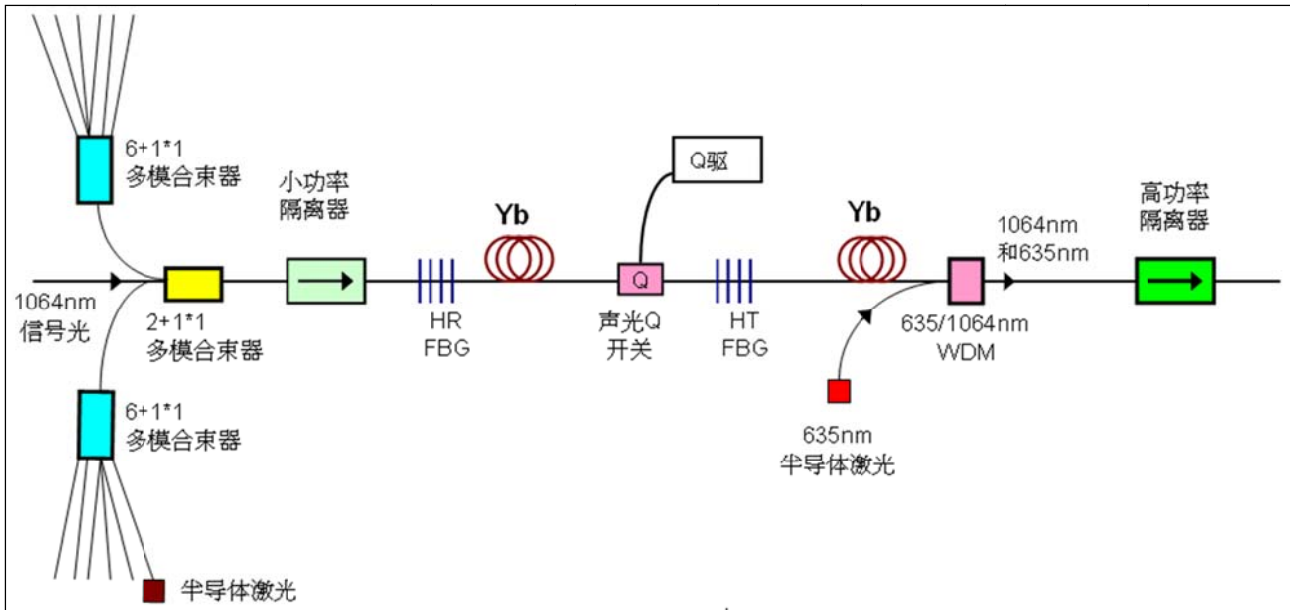 6+1*1
多模合束器
小功率
隔离器
Yb
Q驱
Yb
1064nm
和635nm
高功率
隔离器
1064nm
信号光
2+1*1
多模合束器
HR
FBG
Q
声光Q
开关
HT
FBG
635/1064nm
WDM
6+1*1
多模合束器
635nm
半导体激光
半导体激光